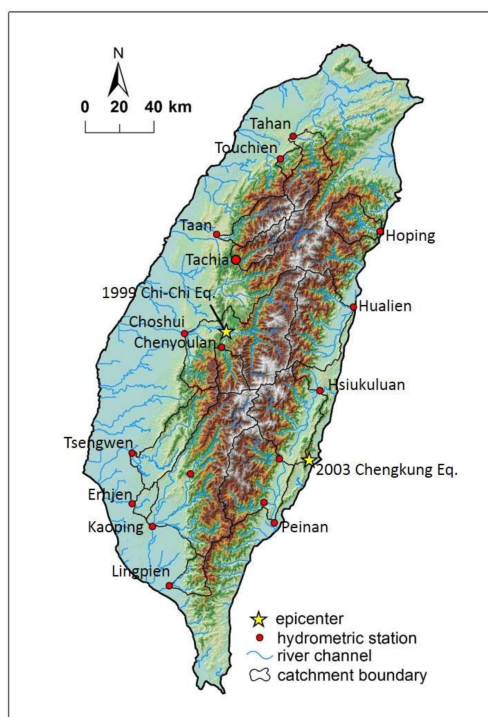 N
0 20 40 km
Tahan
Touchien
Taan
Hoping
Tachia
1999 Chi-Chi Eq.
Hualien
Choshui
Chenyoulan
Hsiukuluan
Tsengwen
2003 Chengkung Eq.
Erhjen
Kaoping
Peinan
Lingpien
epicenter
hydrometric station
river channel
catchment boundary